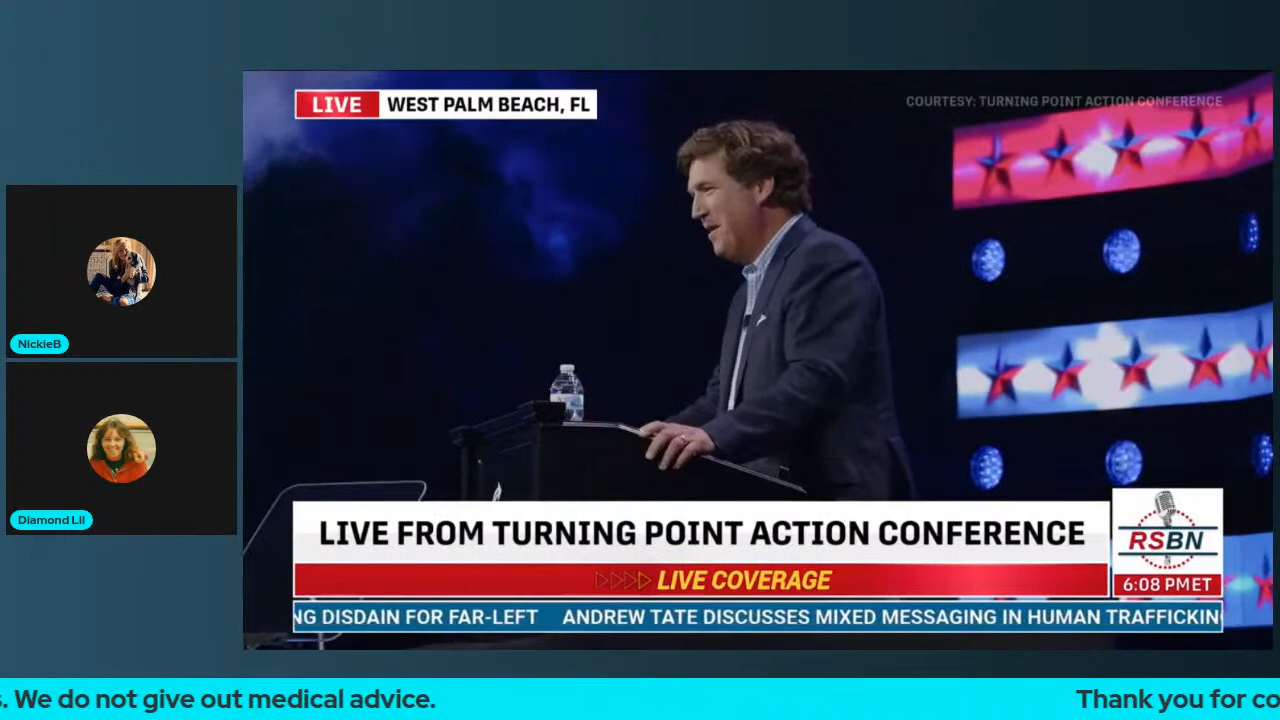 LIVE WEST PALM BEACH, FL
COURTESY: TURNING POINT ACTION CONFERENCE
NickieB
Diamond Lil
LIVE FROM TURNING POINT ACTION CONFERENCE
LIVE COVERAGE
RSBN
6:08 PM ET
NG DISDAIN FOR FAR-LEFT ANDREW TATE DISCUSSES MIXED MESSAGING IN HUMAN TRAFFICKIN
s. We do not give out medical advice. Thank you for co